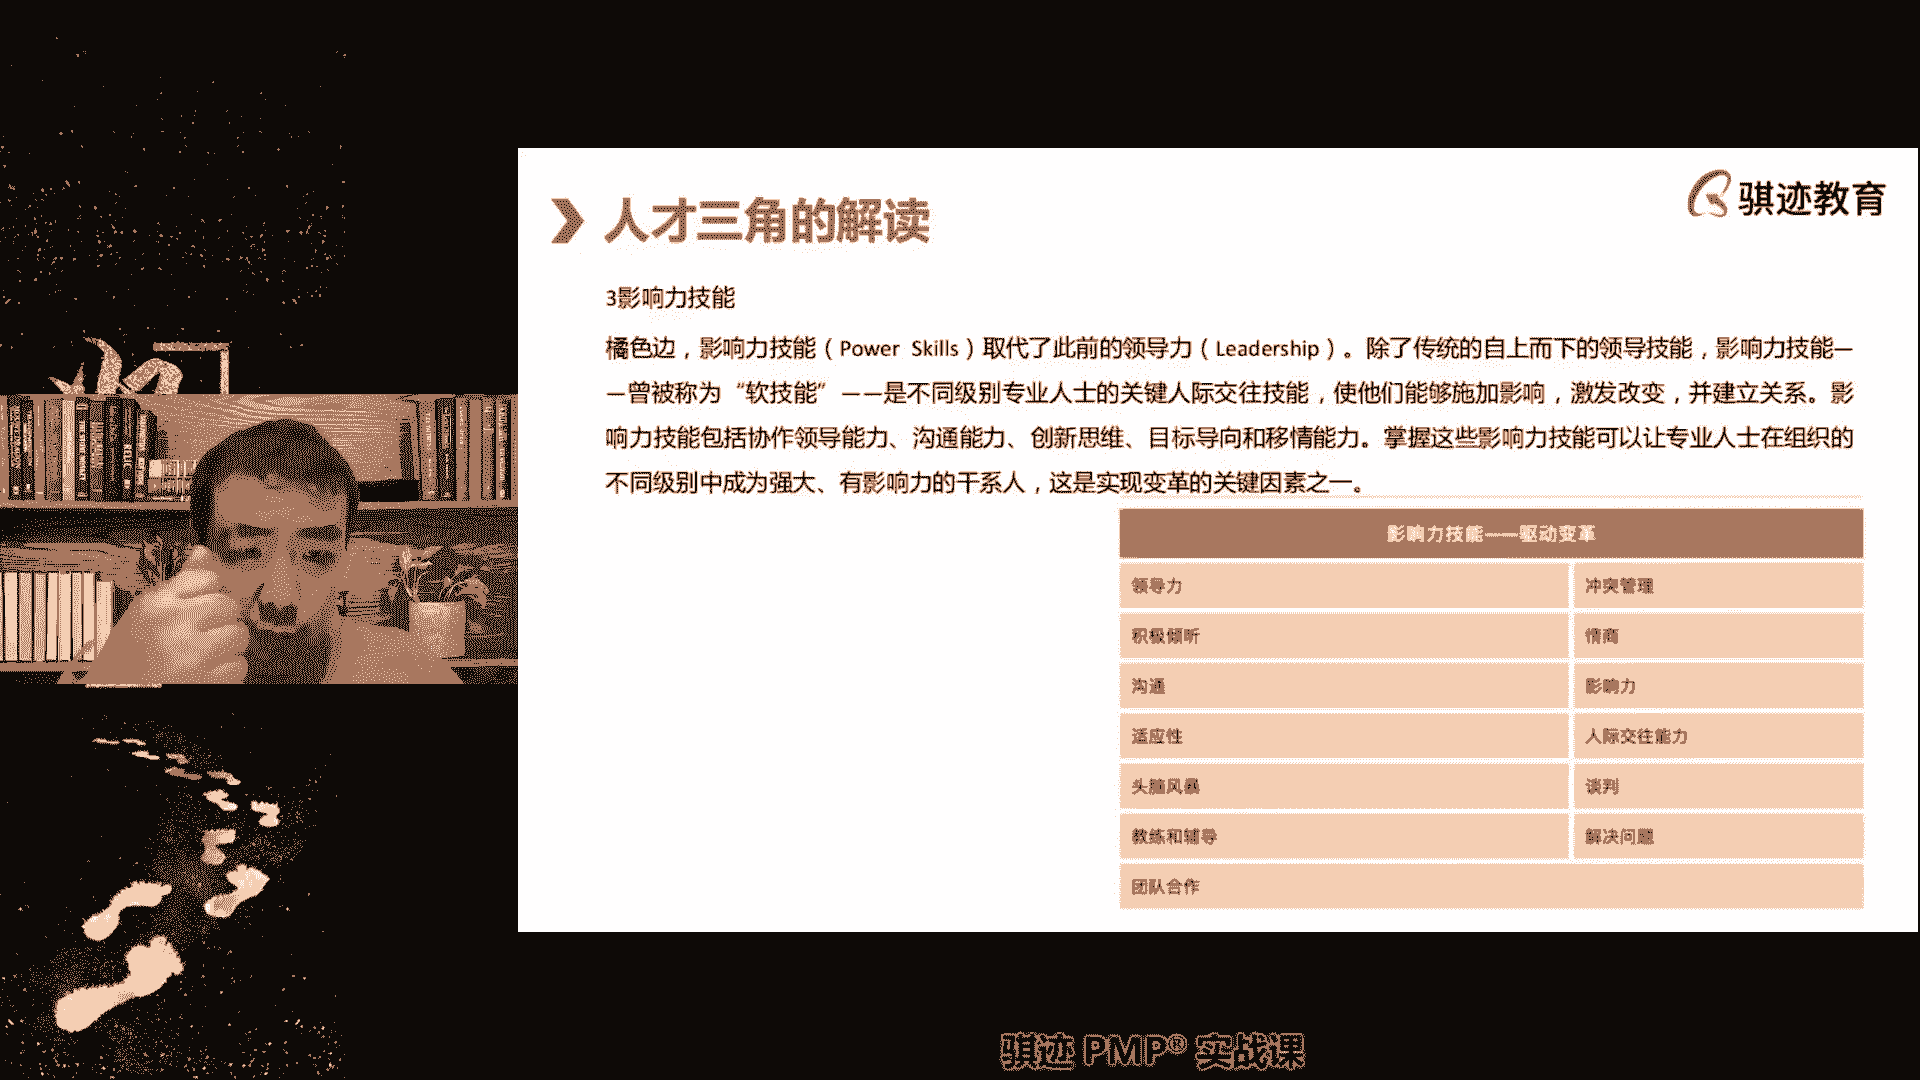 骐迹教育
人才三角的解读
3影响力技能
橘色边，影响力技能（Power Skills）取代了此前的领导力（Leadership）。除了传统的自上而下的领导技能，影响力技能—
—曾被称为“软技能”——是不同级别专业人士的关键人际交往技能，使他们能够施加影响，激发改变，并建立关系。影
响力技能包括协作领导能力、沟通能力、创新思维、目标导向和移情能力。掌握这些影响力技能可以让专业人士在组织的
不同级别中成为强大、有影响力的干系人，这是实现变革的关键因素之一。
影响力技能——驱动变革
领导力
冲突管理
积极倾听
情商
沟通
影响力
适应性
人际交往能力
头脑风暴
谈判
教练和辅导
解决问题
团队合作
骐迹 PMP® 实战课